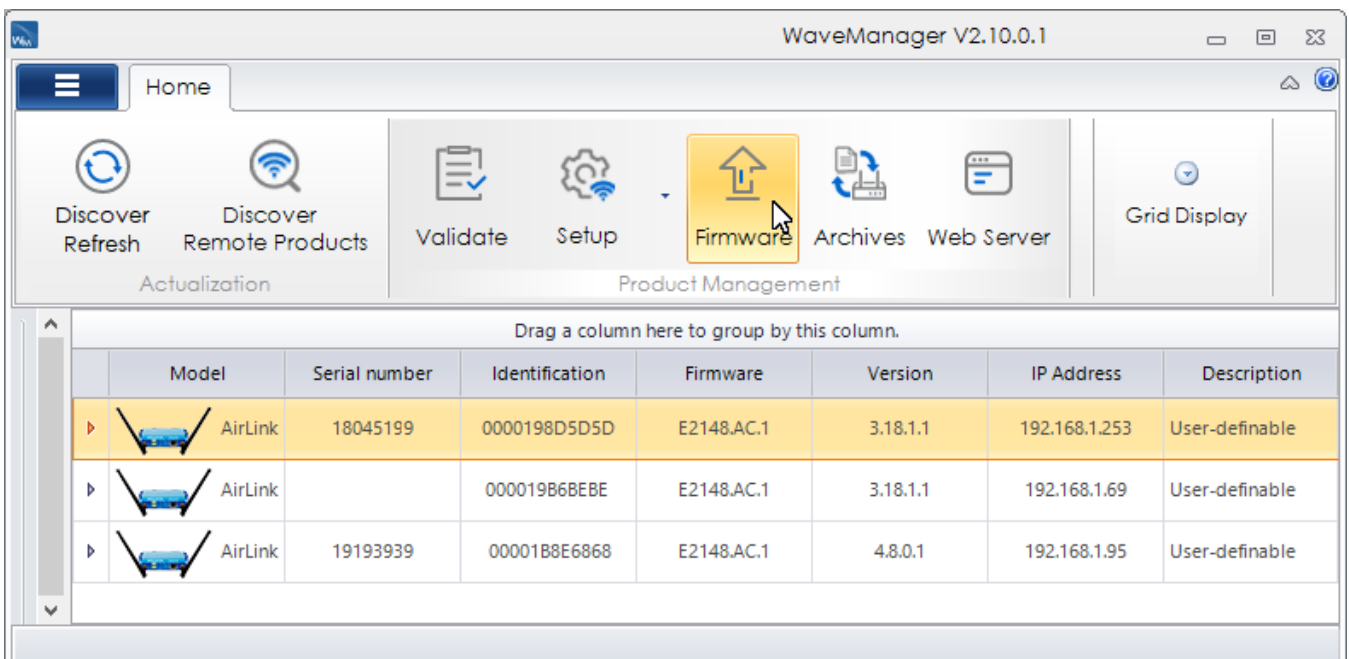 WaveManager V2.10.0.1
Home
Discover Refresh
Discover Remote Products
Validate
Setup
Firmware
Archives
Web Server
Grid Display
Actualization
Product Management
Drag a column here to group by this column.
Model Serial number Identification Firmware Version IP Address Description
AirLink 18045199 0000198D5D5D E2148.AC.1 3.18.1.1 192.168.1.253 User-definable
AirLink 000019B6BEBE E2148.AC.1 3.18.1.1 192.168.1.69 User-definable
AirLink 19193939 00001B8E6868 E2148.AC.1 4.8.0.1 192.168.1.95 User-definable